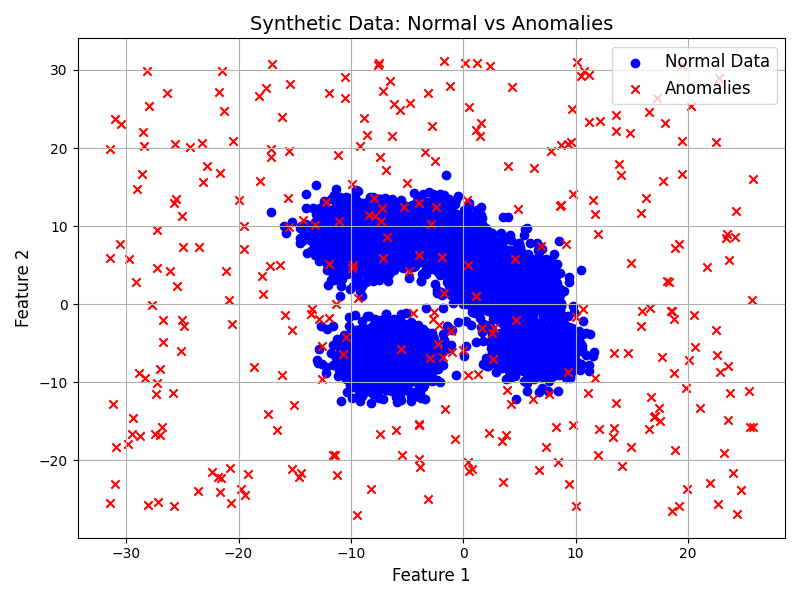 Synthetic Data: Normal vs Anomalies
Normal Data
Anomalies
30
20
10
0
−10
−20
Feature 2
−30
−20
−10
0
10
20
Feature 1